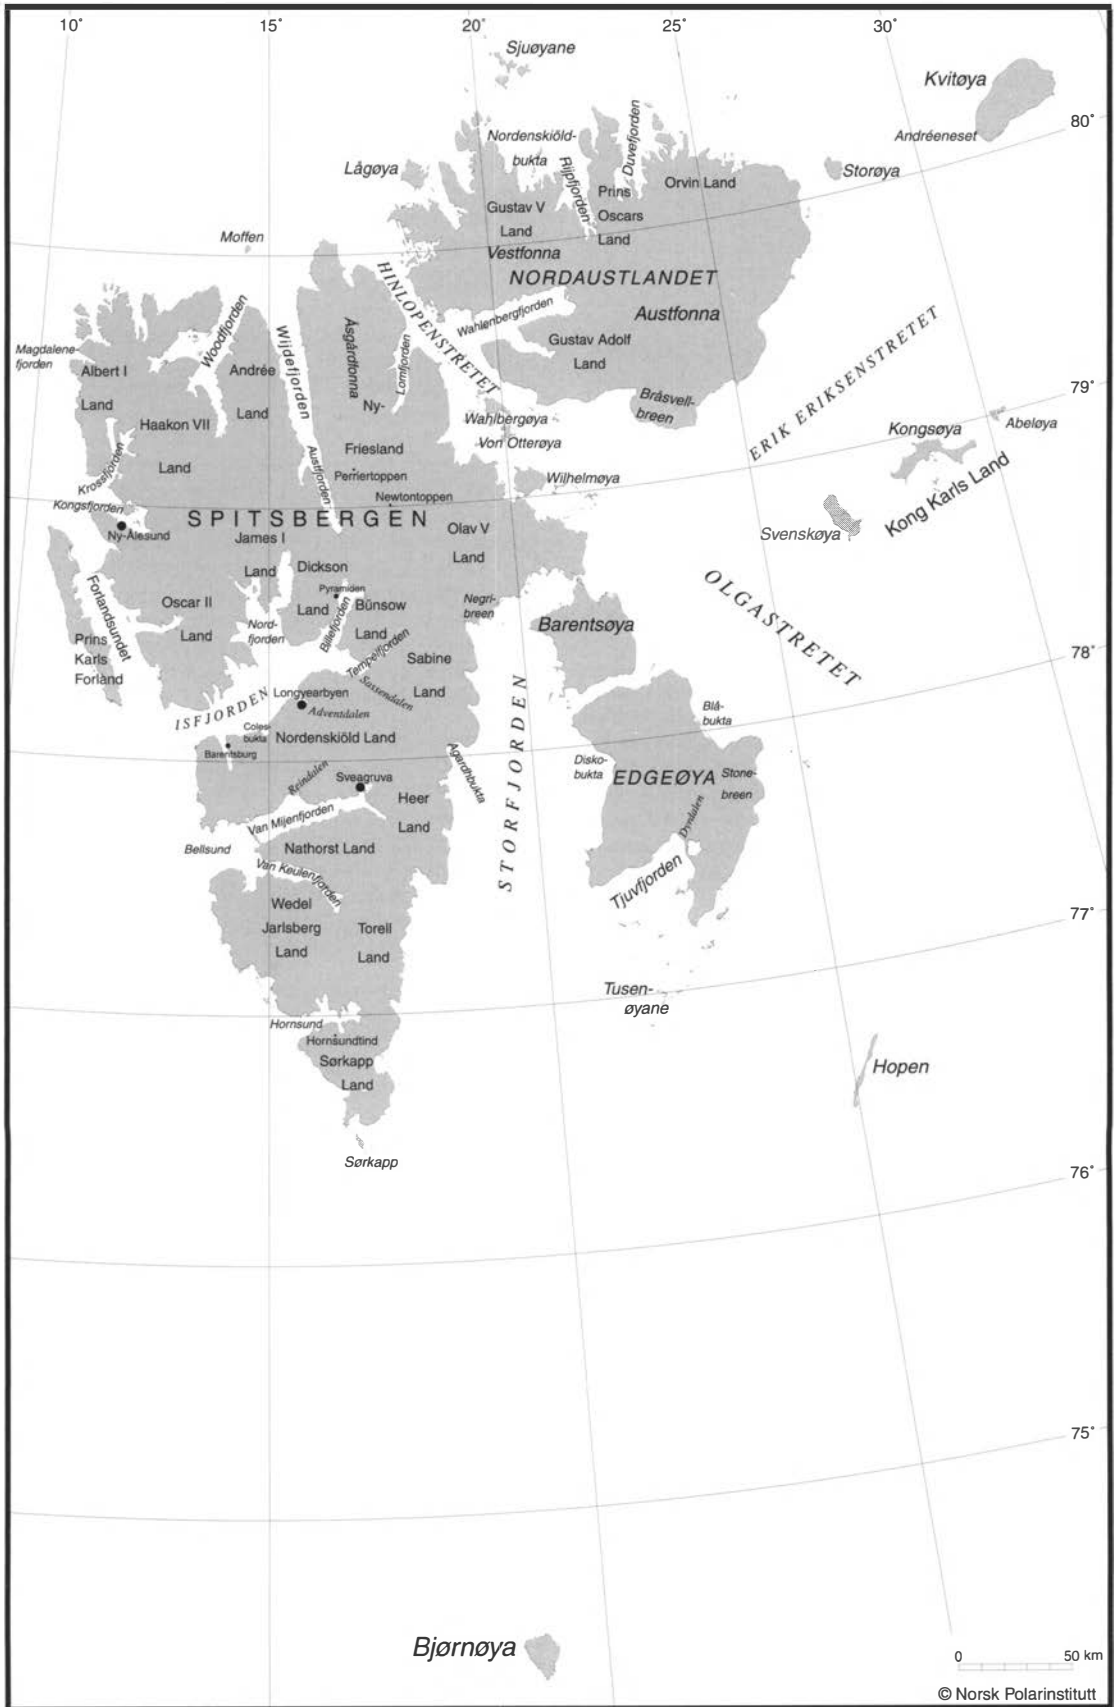 10°
15°
20°
25°
30°
Sjuøyane
Kvitøya
80°
Andréeneset
Nordenskiöld-
bukta
Rijpfjorden
Duvefjorden
Lågøya
Storøya
Orvin Land
Prins
Oscars
Land
Gustav V
Land
Vestfonna
Moffen
HINLOPENSTRETET
NORDAUSTLANDET
Wahlenbergfjorden
Austfonna
Gustav Adolf
Land
ERIK ERIKSENSTRETET
Woodfjorden
Wijdefjorden
Åsgårdfonna
Lomfjorden
Magdalene-
fjorden
Albert I
Land
Andrée
Land
79°
Bråsvell-
breen
Ny-
Friesland
Wahlbergøya
Von Otterøya
Abeløya
Kongsøya
Haakon VII
Land
Krossfjorden
Austfjorden
Perriertoppen
Wilhelmøya
Kong Karls Land
Newtontoppen
Kongsfjorden
SPITSBERGEN
Ny-Ålesund
Olav V
Land
Svenskøya
James I
Land
Dickson
Land
Pyramiden
OLGASTRETET
Forlandsundet
Oscar II
Land
Nord-
fjorden
Billefjorden
Bünsow
Land
Negri-
breen
Barentsøya
78°
Prins
Karls
Forland
Tempelfjorden
Sabine
Land
Sassendalen
ISFJORDEN
Longyearbyen
Adventdalen
STORFJORDEN
Blå-
bukta
Coles-
bukta
Barentsburg
Nordenskiöld Land
Agardhbukta
Disko-
bukta
EDGEØYA
Stone-
breen
Reindalen
Sveagruva
Heer
Land
Dyrdalen
Van Mijenfjorden
Bellsund
Nathorst Land
Van Keulenfjorden
Tjuvfjorden
77°
Wedel
Jarlsberg
Land
Torell
Land
Tusen-
øyane
Hornsund
Hornsundtind
Sørkapp
Land
Hopen
Sørkapp
76°
75°
Bjørnøya
0 50 km
© Norsk Polarinstitutt